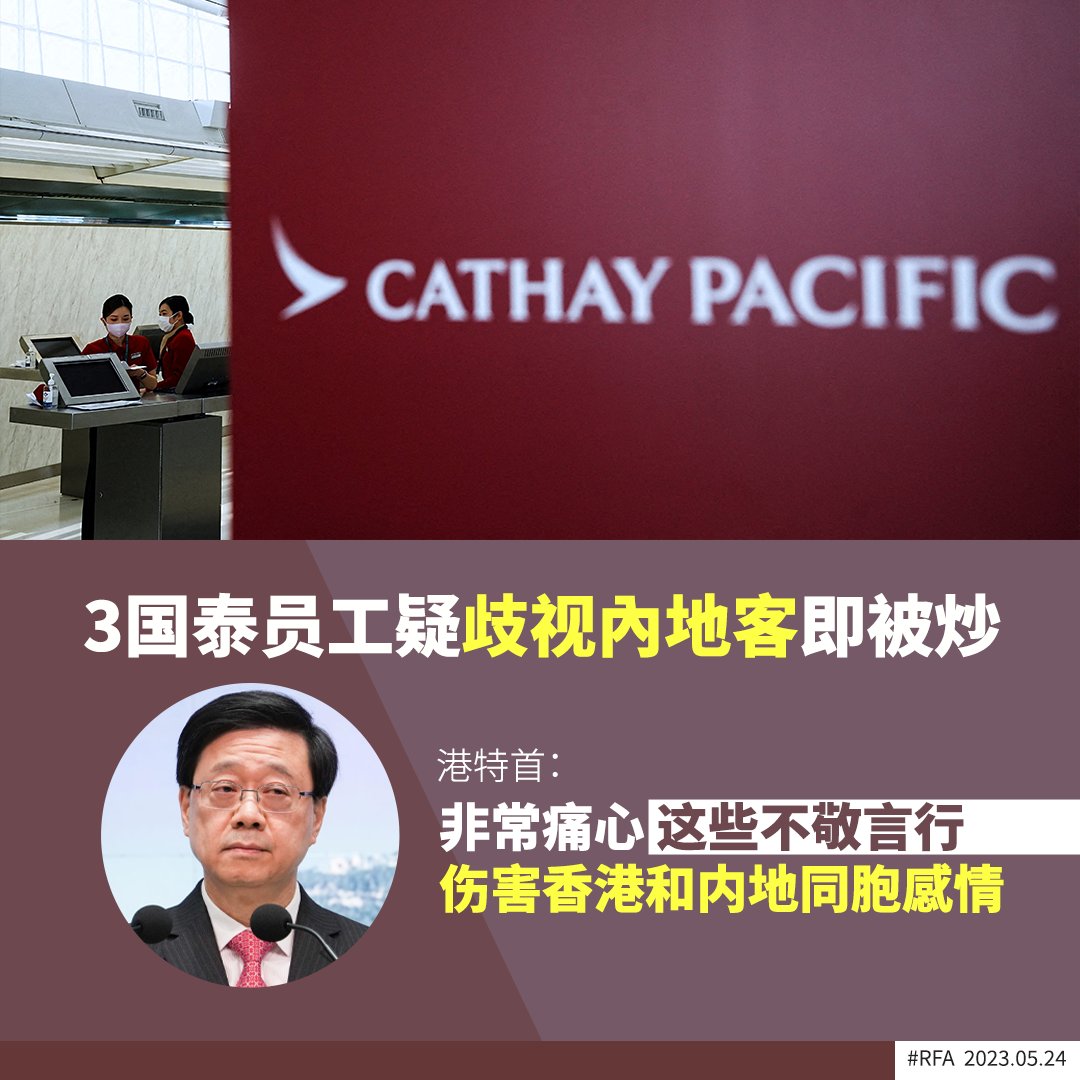 CATHAY PACIFIC
3国泰员工疑歧视內地客即被炒
港特首：
非常痛心 这些不敬言行
伤害香港和内地同胞感情
#RFA 2023.05.24